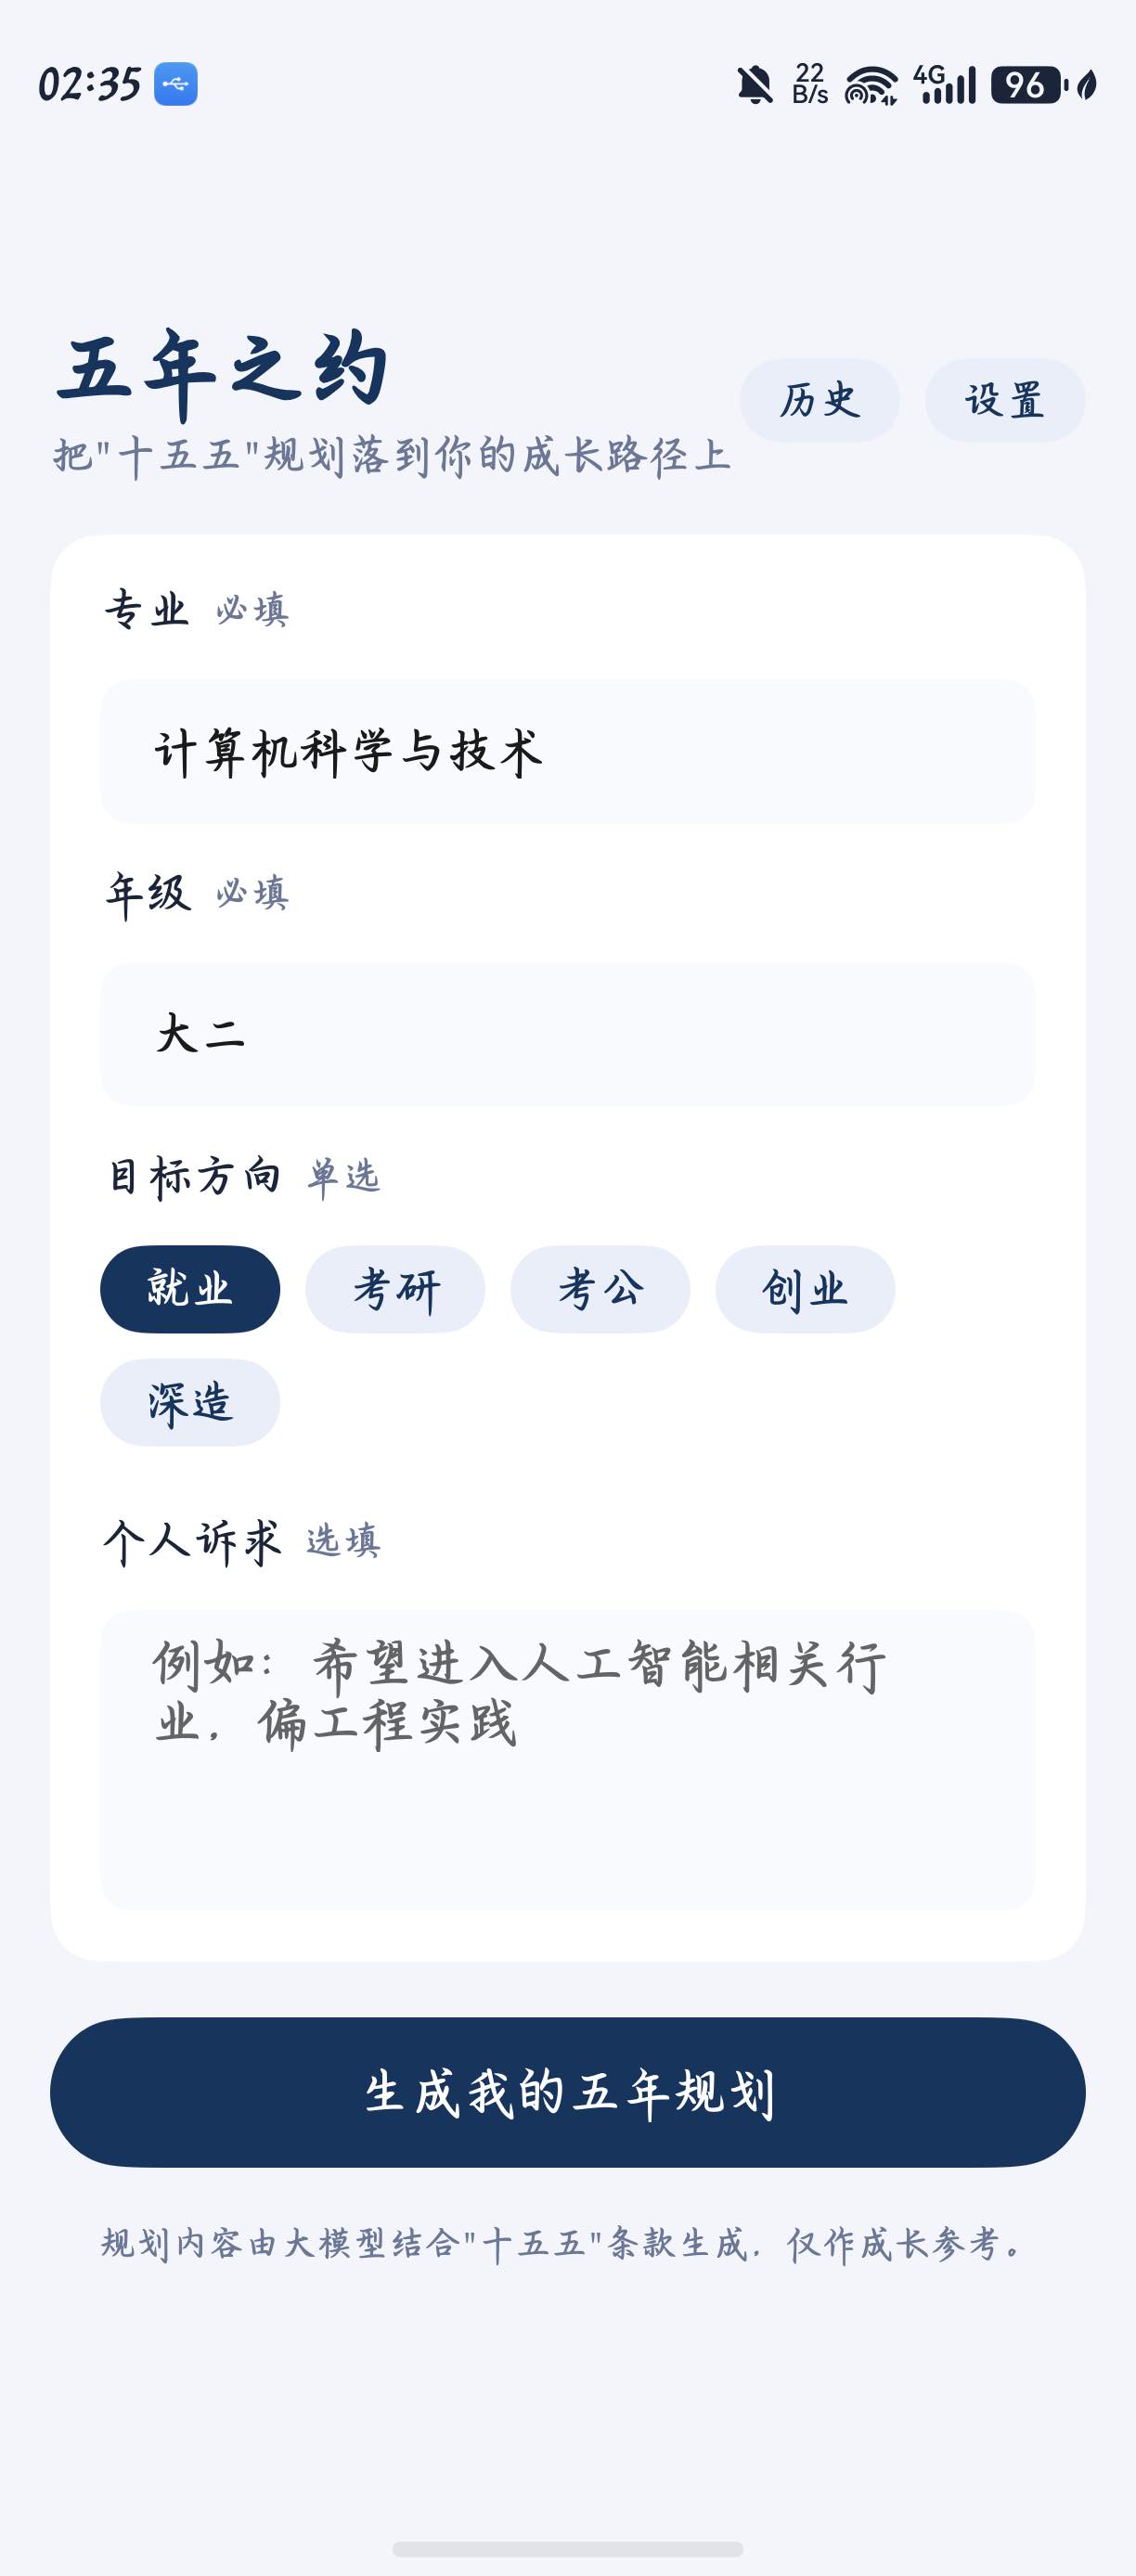 02:35
22 B/s
4G
96
五年之约
历史 设置
把"十五五"规划落到你的成长路径上
专业 必填
计算机科学与技术
年级 必填
大二
目标方向 单选
就业 考研 考公 创业
深造
个人诉求 选填
例如：希望进入人工智能相关行
业，偏工程实践
生成我的五年规划
规划内容由大模型结合"十五五"条款生成，仅作成长参考。